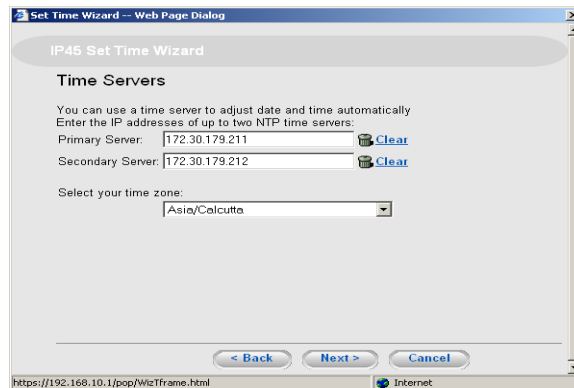 Set Time Wizard -- Web Page Dialog
IP45 Set Time Wizard
Time Servers
You can use a time server to adjust date and time automatically
Enter the IP addresses of up to two NTP time servers:
Primary Server: 172.30.179.211 Clear
Secondary Server: 172.30.179.212 Clear
Select your time zone:
Asia/Calcutta
< Back Next > Cancel
https://192.168.10.1/pop/WizTframe.html Internet